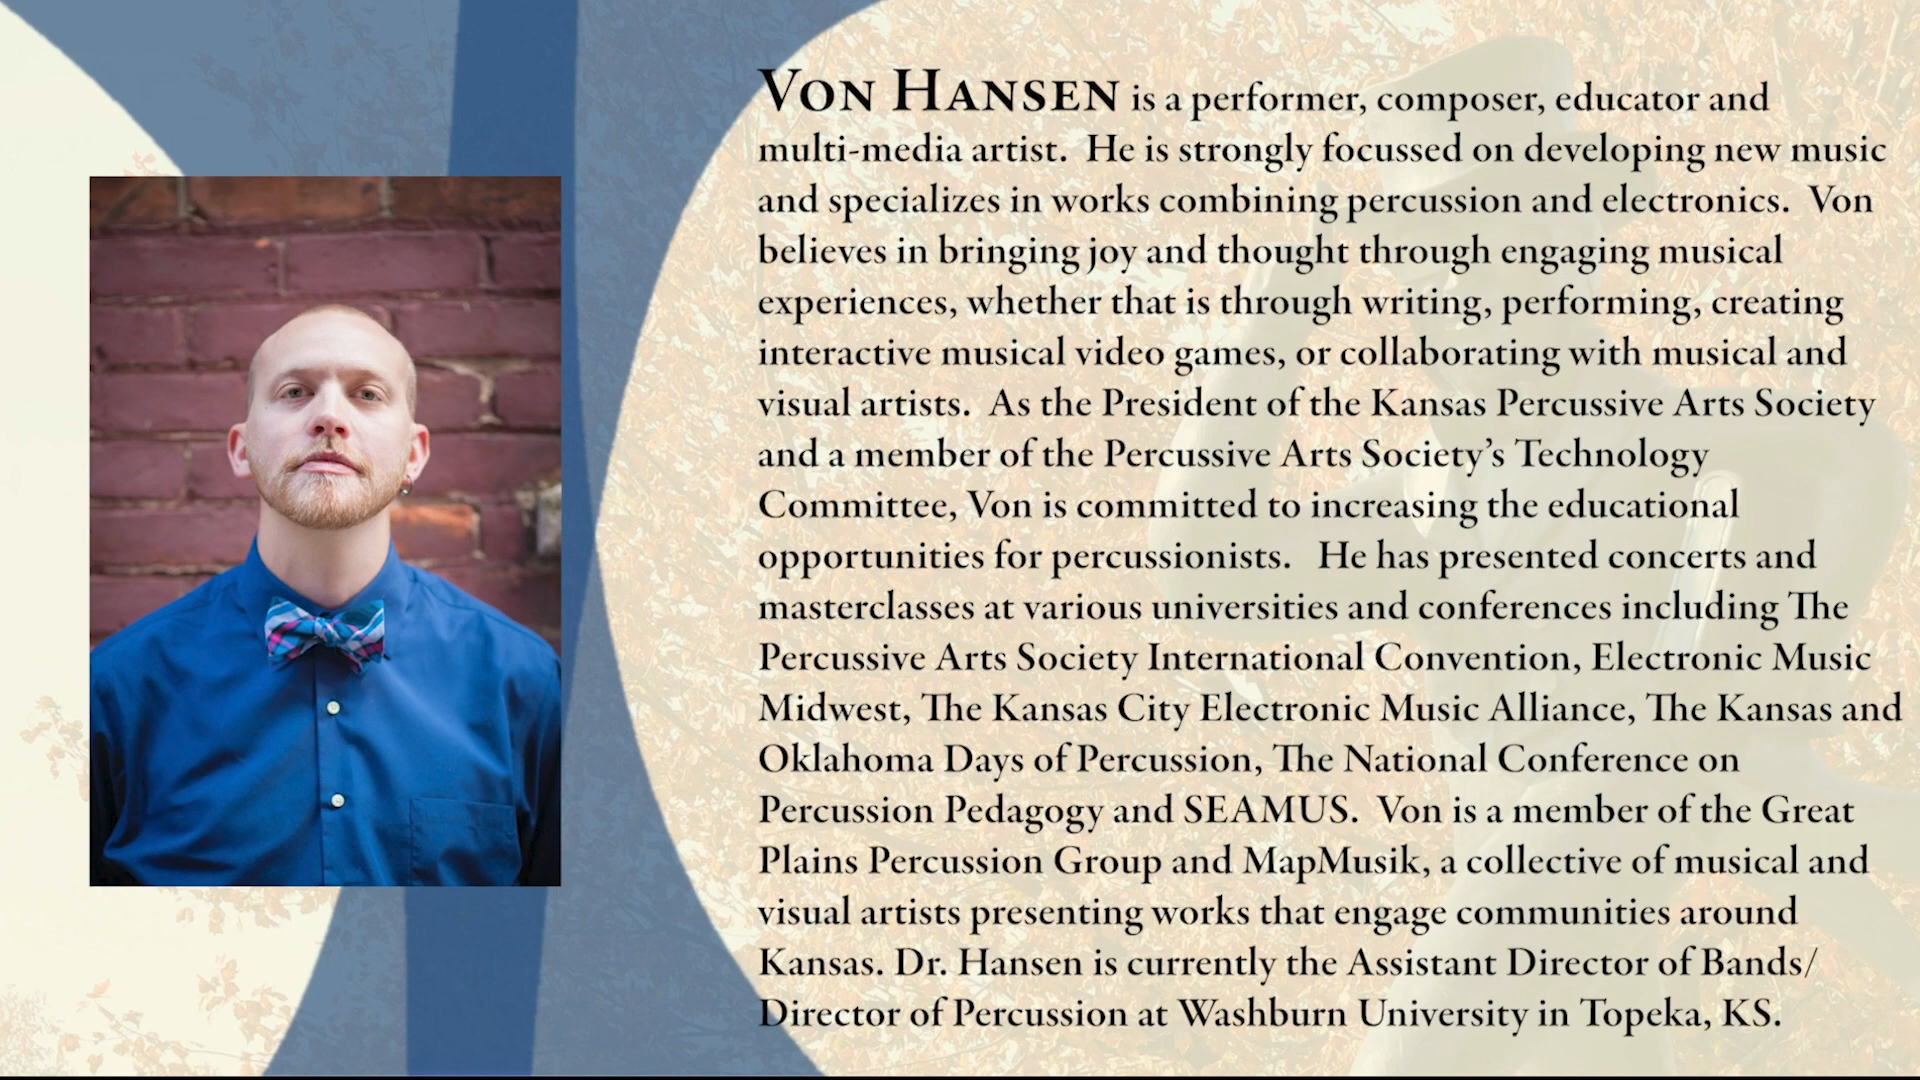 Von Hansen is a performer, composer, educator and
multi-media artist.  He is strongly focussed on developing new music
and specializes in works combining percussion and electronics.  Von
believes in bringing joy and thought through engaging musical
experiences, whether that is through writing, performing, creating
interactive musical video games, or collaborating with musical and
visual artists.  As the President of the Kansas Percussive Arts Society
and a member of the Percussive Arts Society’s Technology
Committee, Von is committed to increasing the educational
opportunities for percussionists.   He has presented concerts and
masterclasses at various universities and conferences including The
Percussive Arts Society International Convention, Electronic Music
Midwest, The Kansas City Electronic Music Alliance, The Kansas and
Oklahoma Days of Percussion, The National Conference on
Percussion Pedagogy and SEAMUS.  Von is a member of the Great
Plains Percussion Group and MapMusik, a collective of musical and
visual artists presenting works that engage communities around
Kansas. Dr. Hansen is currently the Assistant Director of Bands/
Director of Percussion at Washburn University in Topeka, KS.